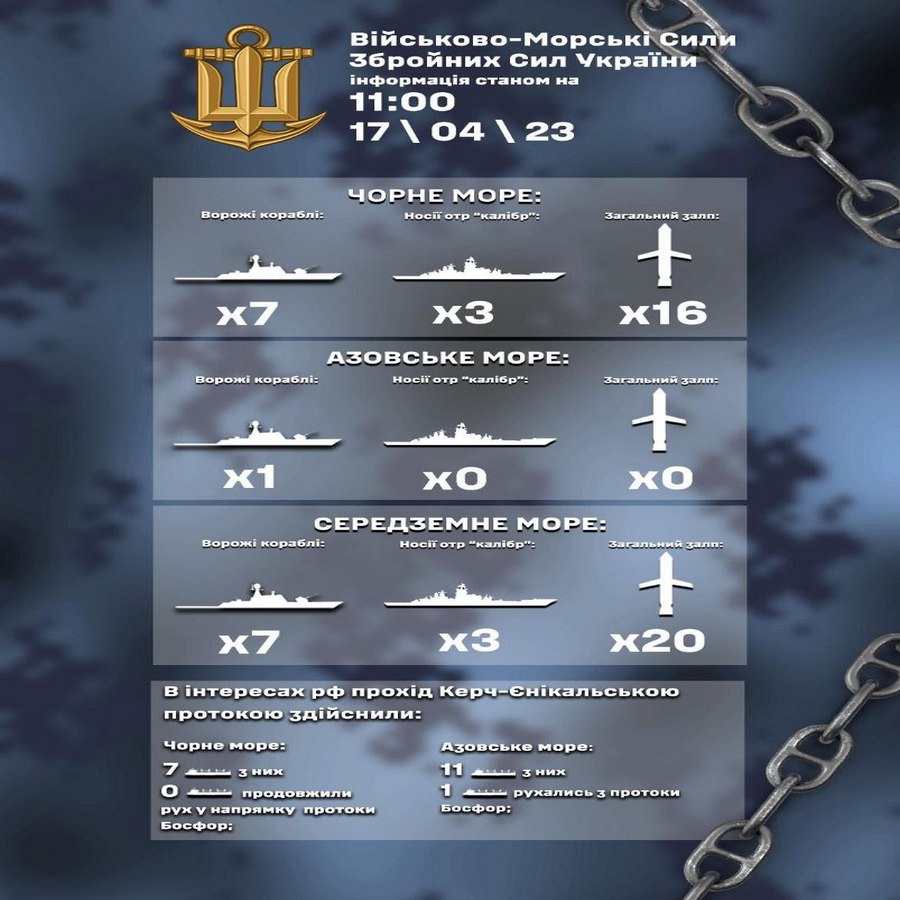 Військово-Морські Сили
Збройних Сил України
інформація станом на
11:00
17 \ 04 \ 23
ЧОРНЕ МОРЕ:
Ворожі кораблі: Носії отр "калібр": Загальний залп:
x7 x3 x16
АЗОВСЬКЕ МОРЕ:
Ворожі кораблі: Носії отр "калібр": Загальний залп:
x1 x0 x0
СЕРЕДЗЕМНЕ МОРЕ:
Ворожі кораблі: Носії отр "калібр": Загальний залп:
x7 x3 x20
В інтересах рф прохід Керч-Єнікальською
протокою здійснили:
Чорне море:
7 з них
0 продовжили
рух у напрямку протоки
Босфор;
Азовське море:
11 з них
1 рухались з протоки
Босфор;